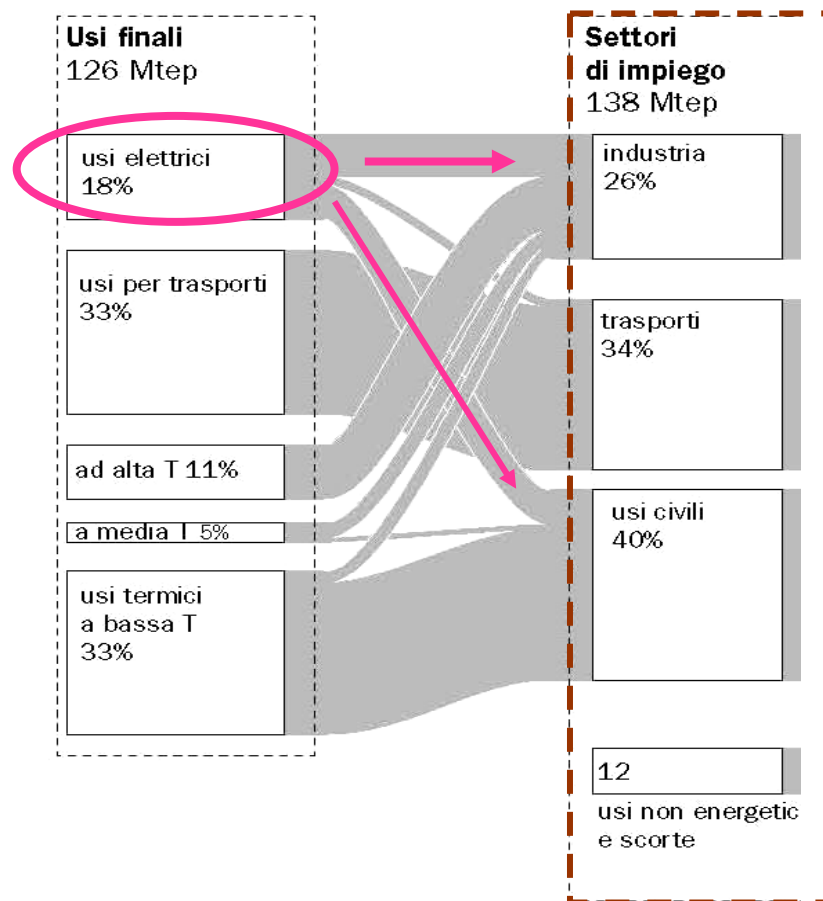 Usi finali
126 Mtep
usi elettrici
18%
usi per trasporti
33%
ad alta T 11%
a media T 5%
usi termici
a bassa T
33%
Settori
di impiego
138 Mtep
industria
26%
trasporti
34%
usi civili
40%
12
usi non energetic
e scorte